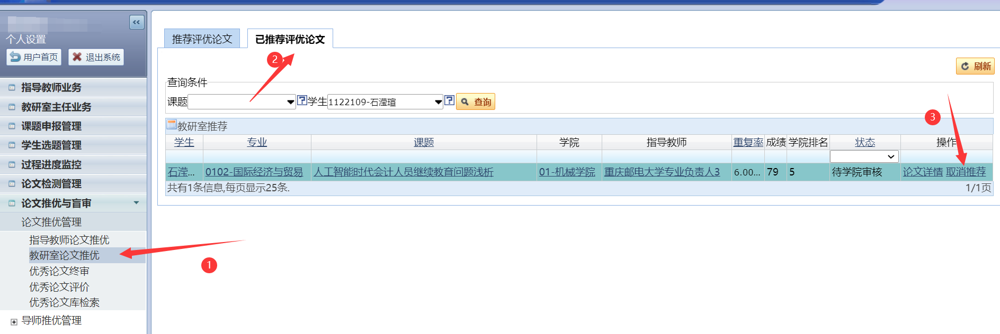 <<
个人设置
用户首页 退出系统
指导教师业务
教研室主任业务
课题申报管理
学生选题管理
过程进度监控
论文检测管理
论文推优与盲审
论文推优管理
指导教师论文推优
教研室论文推优
优秀论文终审
优秀论文评价
优秀论文库检索
导师推优管理
1
推荐评优论文 已推荐评优论文
2
刷新
查询条件
课题 ? 学生 1122109-石滢瑄 ? 查询
3
教研室推荐
学生 专业 课题 学院 指导教师 重复率 成绩 学院排名 状态 操作
石滢... 0102-国际经济与贸易 人工智能时代会计人员继续教育问题浅析 01-机械学院 重庆邮电大学专业负责人3 6.00... 79 5 待学院审核 论文详情 取消推荐
共有1条信息,每页显示25条. 1/1页